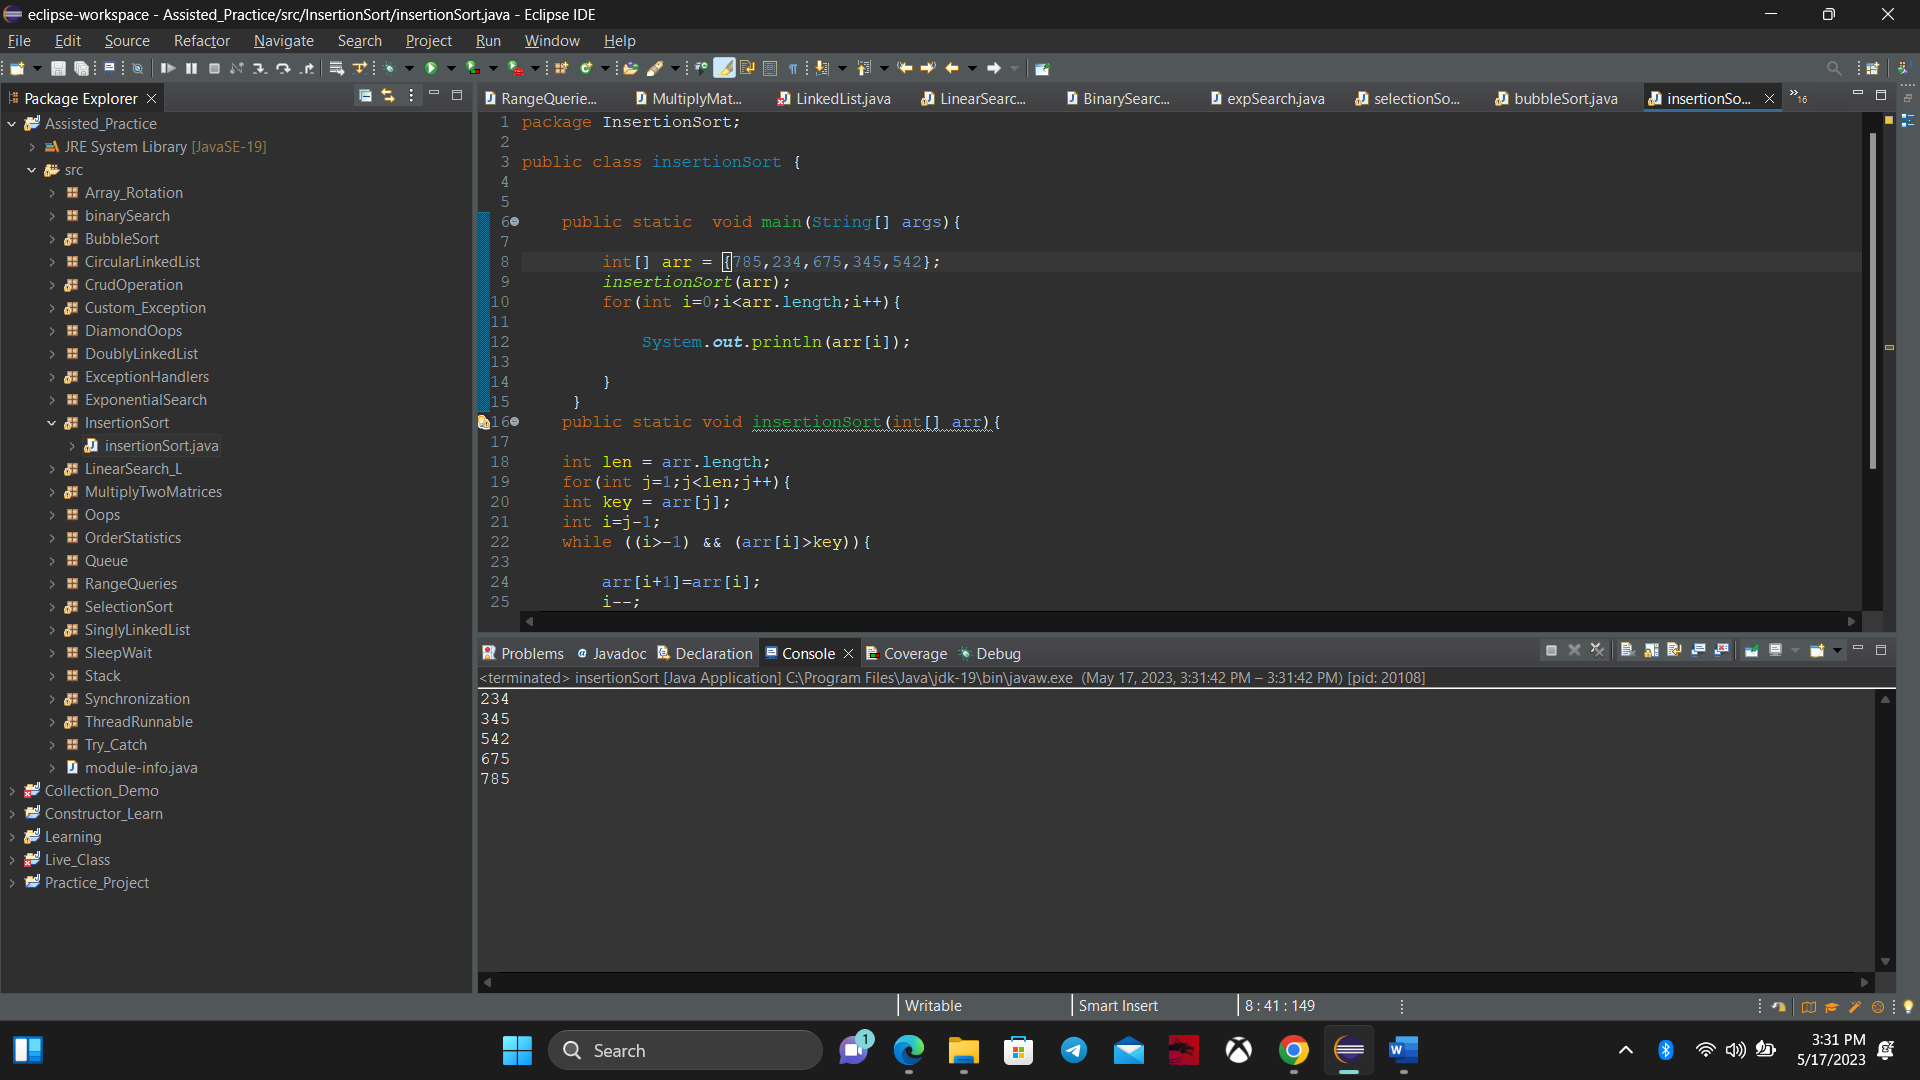 eclipse-workspace - Assisted_Practice/src/InsertionSort/insertionSort.java - Eclipse IDE
File Edit Source Refactor Navigate Search Project Run Window Help
Package Explorer
Assisted_Practice
JRE System Library [JavaSE-19]
src
Array_Rotation
binarySearch
BubbleSort
CircularLinkedList
CrudOperation
Custom_Exception
DiamondOops
DoublyLinkedList
ExceptionHandlers
ExponentialSearch
InsertionSort
insertionSort.java
LinearSearch_L
MultiplyTwoMatrices
Oops
OrderStatistics
Queue
RangeQueries
SelectionSort
SinglyLinkedList
SleepWait
Stack
Synchronization
ThreadRunnable
Try_Catch
module-info.java
Collection_Demo
Constructor_Learn
Learning
Live_Class
Practice_Project
RangeQuerie... MultiplyMat... LinkedList.java LinearSearc... BinarySearc... expSearch.java selectionSo... bubbleSort.java insertionSo... »16
1 package InsertionSort;
2
3 public class insertionSort {
4
5
6 public static  void main(String[] args){
7
8 int[] arr = {785,234,675,345,542};
9 insertionSort(arr);
10 for(int i=0;i<arr.length;i++){
11
12 System.out.println(arr[i]);
13
14 }
15 }
16 public static void insertionSort(int[] arr){
17
18 int len = arr.length;
19 for(int j=1;j<len;j++){
20 int key = arr[j];
21 int i=j-1;
22 while ((i>-1) && (arr[i]>key)){
23
24 arr[i+1]=arr[i];
25 i--;
Problems @ Javadoc Declaration Console Coverage Debug
<terminated> insertionSort [Java Application] C:\Program Files\Java\jdk-19\bin\javaw.exe (May 17, 2023, 3:31:42 PM – 3:31:42 PM) [pid: 20108]
234
345
542
675
785
Writable Smart Insert 8 : 41 : 149
Search
1
W
3:31 PM
5/17/2023